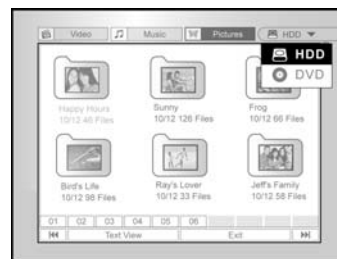 Video Music Pictures HDD
HDD
DVD
Happy Hours
10/12 46 Files
Sunny
10/12 126 Files
Frog
10/12 66 Files
Bird's Life
10/12 98 Files
Ray's Lover
10/12 33 Files
Jeff's Family
10/12 58 Files
01 02 03 04 05 06
Text View Exit